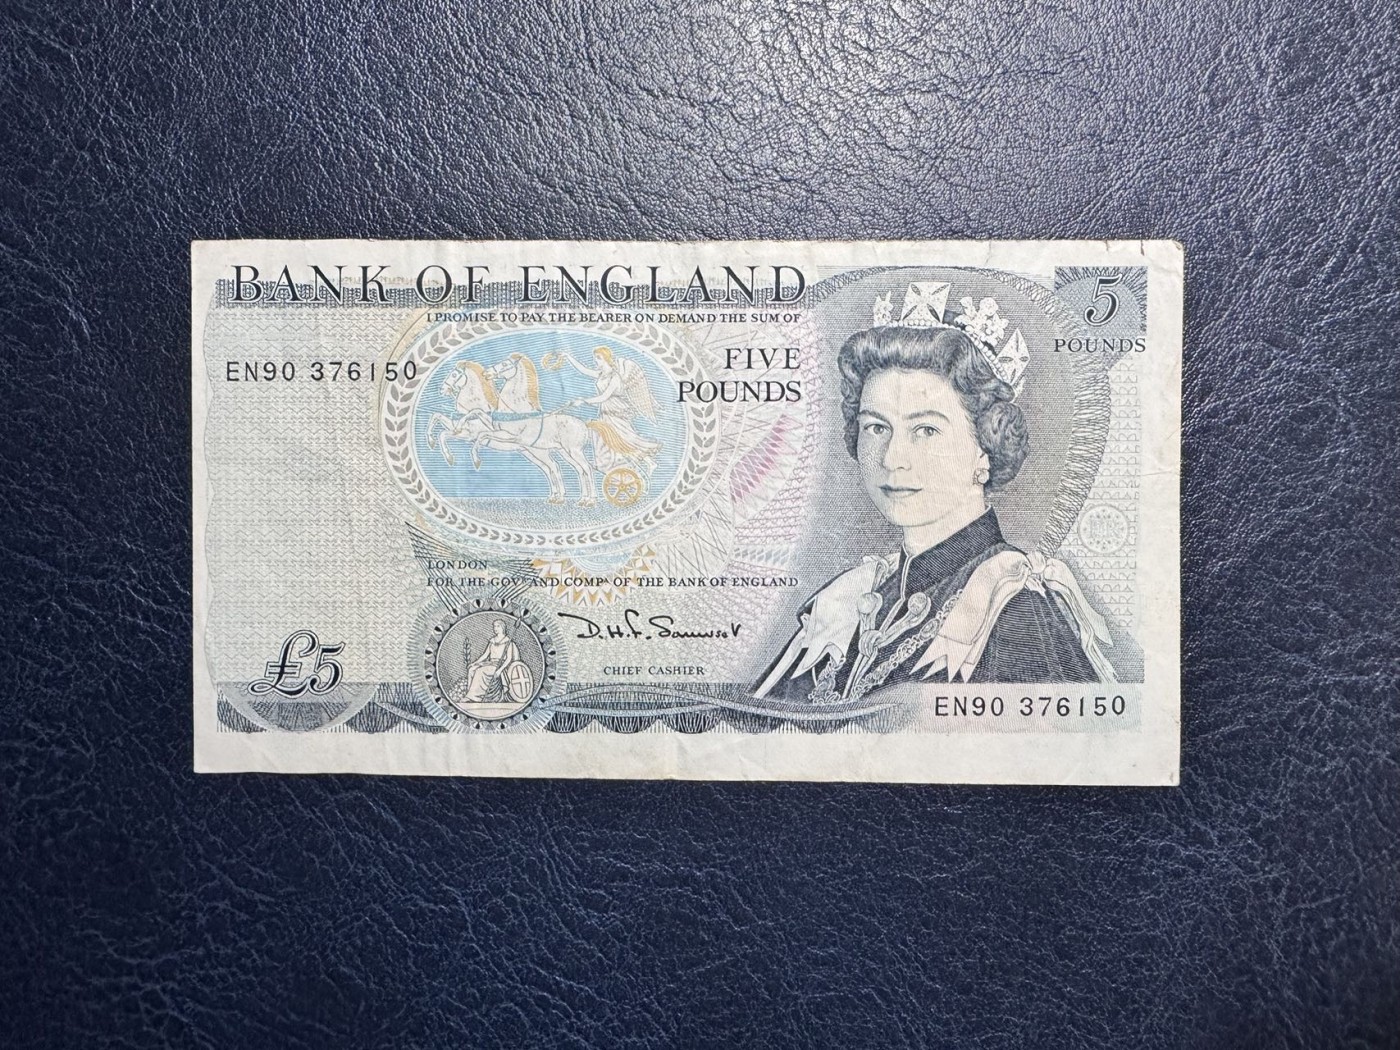 BANK OF ENGLAND
5
I PROMISE TO PAY THE BEARER ON DEMAND THE SUM OF
POUNDS
EN90 376150
FIVE
POUNDS
LONDON
FOR THE GOVR AND COMPA OF THE BANK OF ENGLAND
D.H.F. Somerset
CHIEF CASHIER
£5
EN90 376150